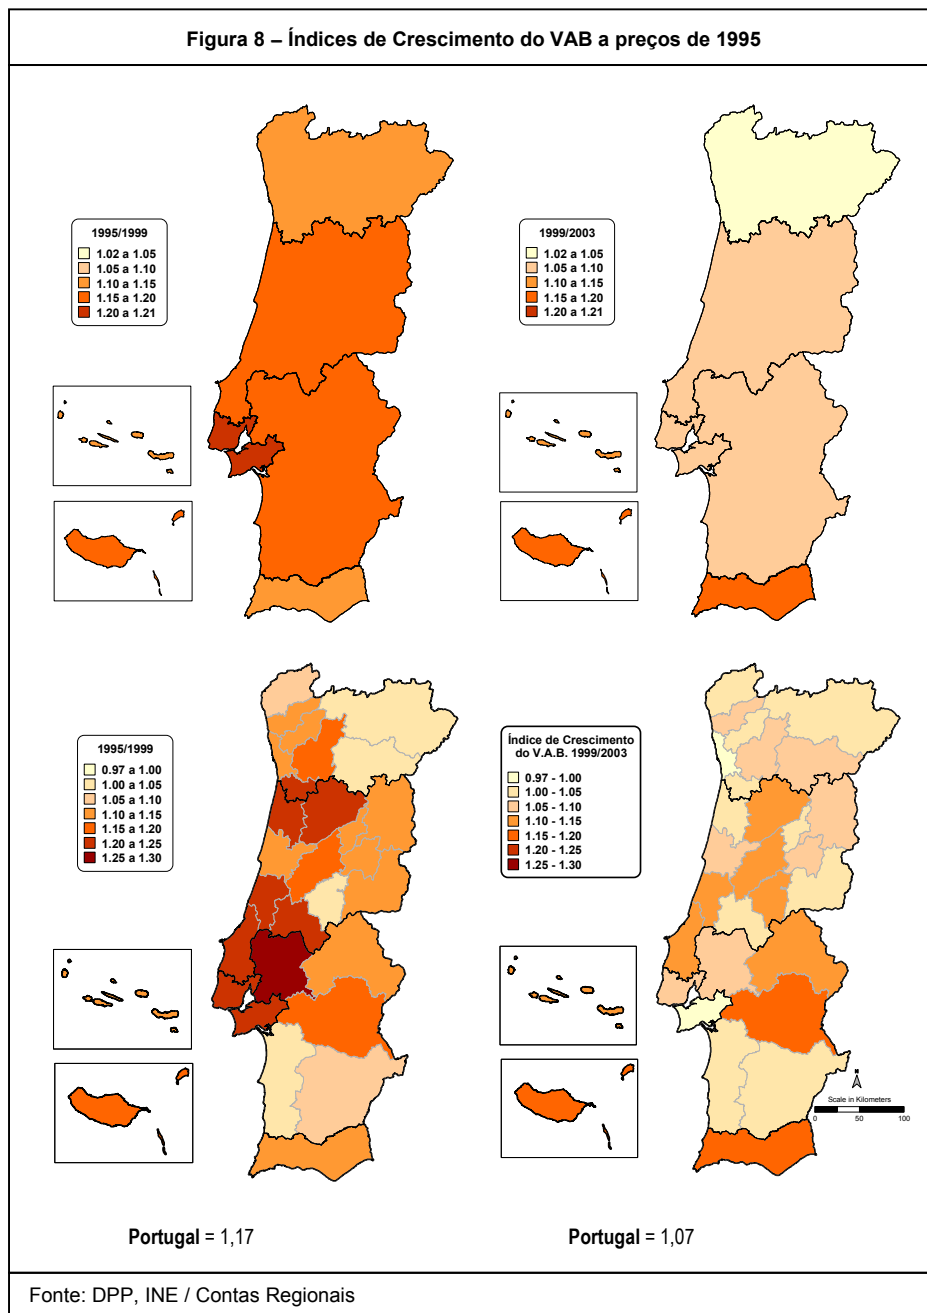 Figura 8 – Índices de Crescimento do VAB a preços de 1995
1995/1999
1.02 a 1.05
1.05 a 1.10
1.10 a 1.15
1.15 a 1.20
1.20 a 1.21
1999/2003
1.02 a 1.05
1.05 a 1.10
1.10 a 1.15
1.15 a 1.20
1.20 a 1.21
1995/1999
0.97 a 1.00
1.00 a 1.05
1.05 a 1.10
1.10 a 1.15
1.15 a 1.20
1.20 a 1.25
1.25 a 1.30
Índice de Crescimento
do V.A.B. 1999/2003
0.97 - 1.00
1.00 - 1.05
1.05 - 1.10
1.10 - 1.15
1.15 - 1.20
1.20 - 1.25
1.25 - 1.30
Scale in Kilometers
0 50 100
Portugal = 1,17
Portugal = 1,07
Fonte: DPP, INE / Contas Regionais